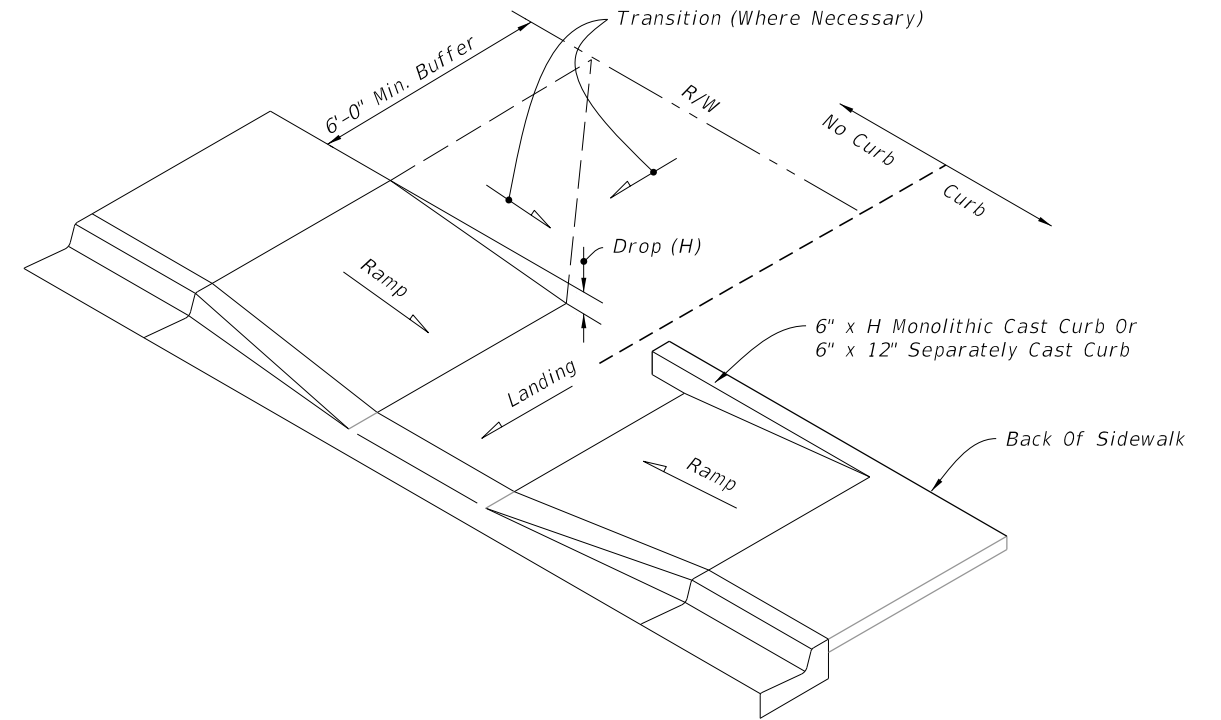 Transition (Where Necessary)
6'-0" Min. Buffer
R/W
No Curb
Curb
Drop (H)
Ramp
6" x H Monolithic Cast Curb Or
6" x 12" Separately Cast Curb
Landing
Back Of Sidewalk
Ramp